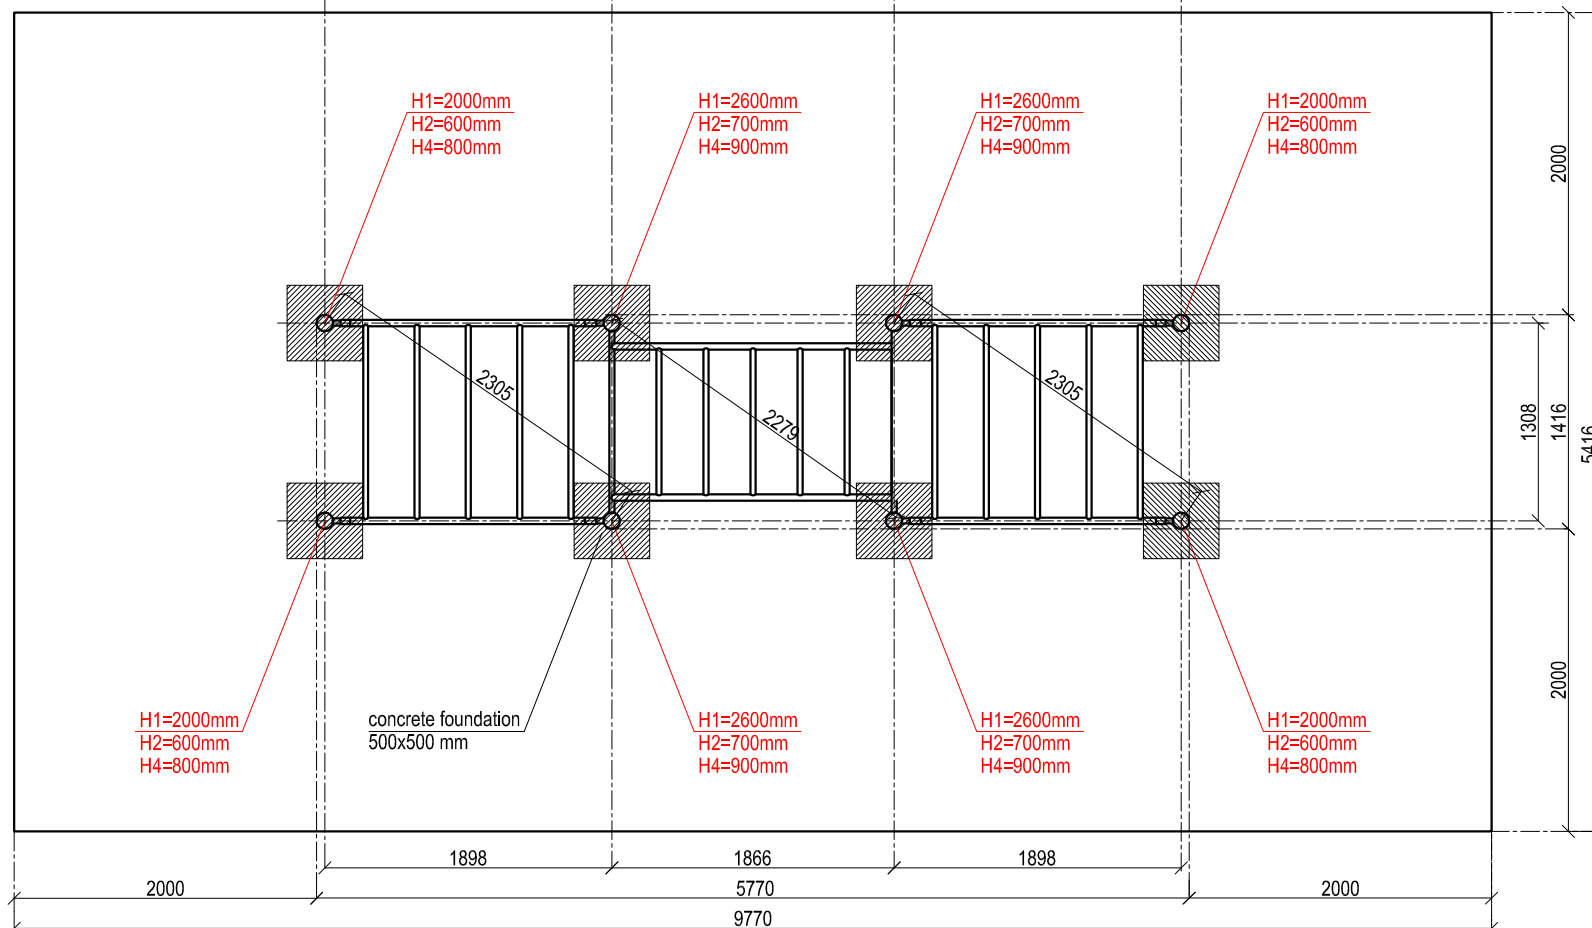 H1=2000mm
H2=600mm
H4=800mm
H1=2600mm
H2=700mm
H4=900mm
H1=2600mm
H2=700mm
H4=900mm
H1=2000mm
H2=600mm
H4=800mm
2000
2305
2279
2305
1308
1416
5416
2000
H1=2000mm
H2=600mm
H4=800mm
concrete foundation
500x500 mm
H1=2600mm
H2=700mm
H4=900mm
H1=2600mm
H2=700mm
H4=900mm
H1=2000mm
H2=600mm
H4=800mm
1898
1866
1898
2000
5770
2000
9770